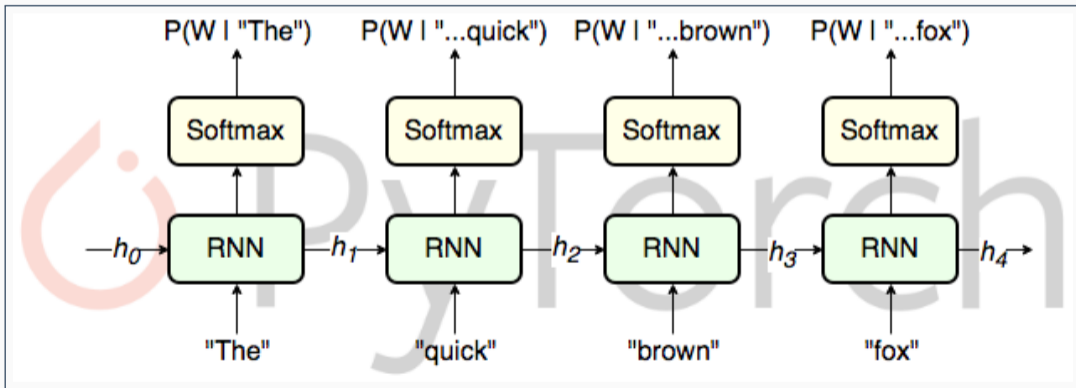 P(W | "The") P(W | "...quick") P(W | "...brown") P(W | "...fox")
Softmax Softmax Softmax Softmax
h0 RNN h1 RNN h2 RNN h3 RNN h4
"The" "quick" "brown" "fox"
PyTorch